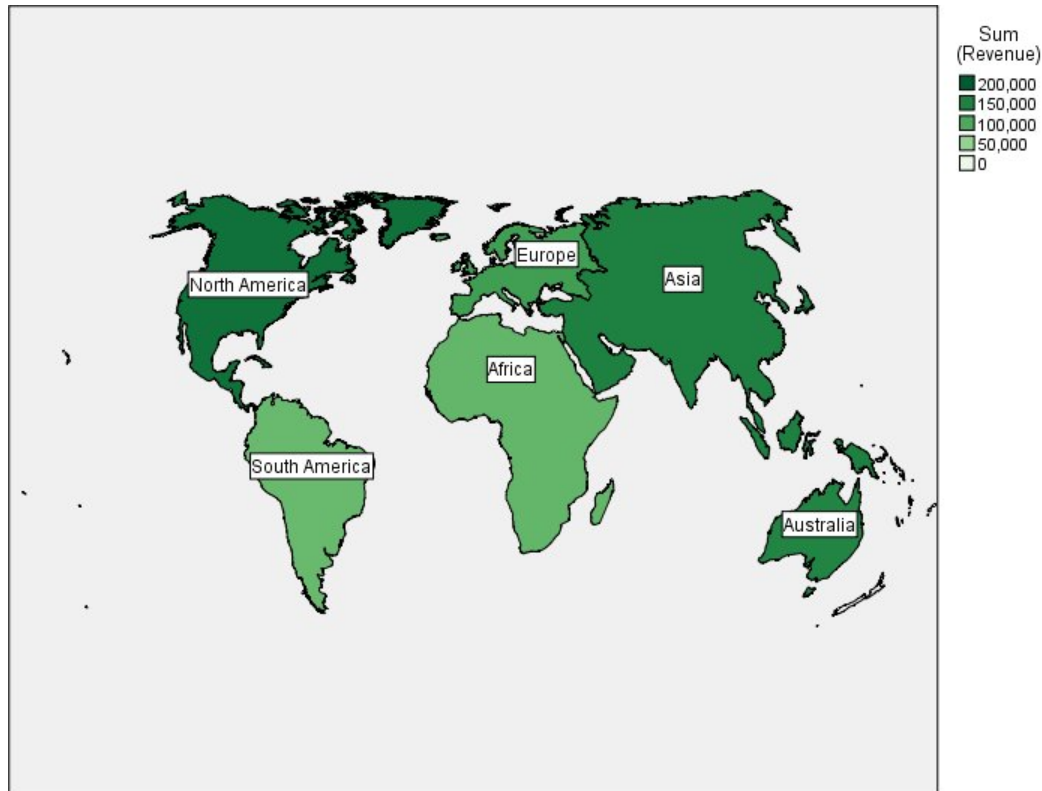 Sum
(Revenue)
200,000
150,000
100,000
50,000
0
Europe
North America
Asia
Africa
South America
Australia